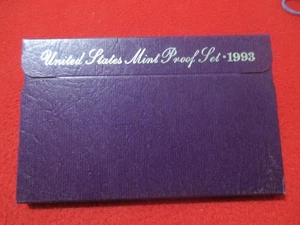 United States Mint Proof Set • 1993